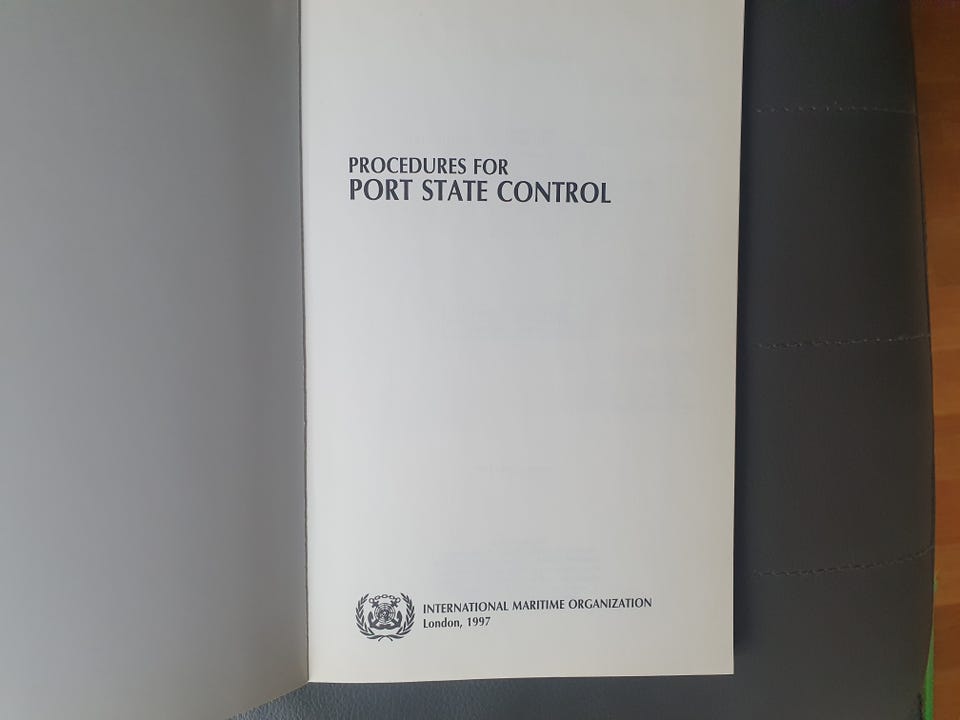 PROCEDURES FOR
PORT STATE CONTROL
INTERNATIONAL MARITIME ORGANIZATION
London, 1997